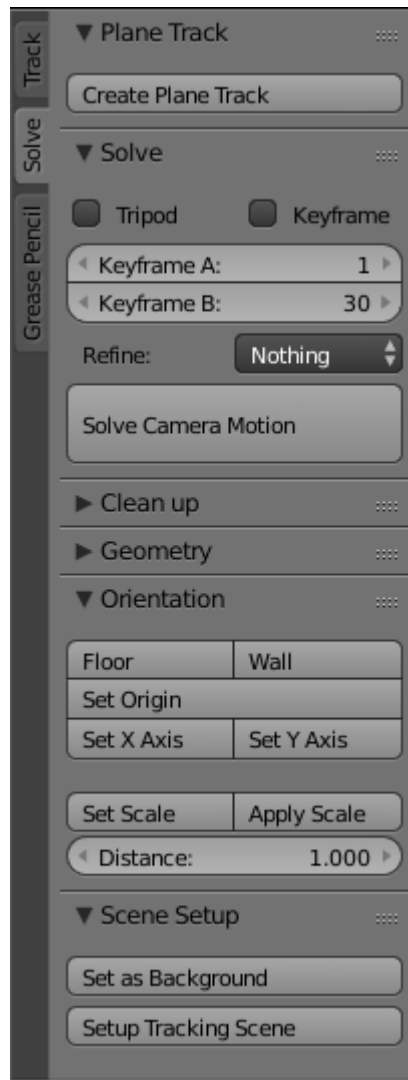 Track
Solve
Grease Pencil
Plane Track
Create Plane Track
Solve
Tripod Keyframe
Keyframe A: 1
Keyframe B: 30
Refine: Nothing
Solve Camera Motion
Clean up
Geometry
Orientation
Floor Wall
Set Origin
Set X Axis Set Y Axis
Set Scale Apply Scale
Distance: 1.000
Scene Setup
Set as Background
Setup Tracking Scene